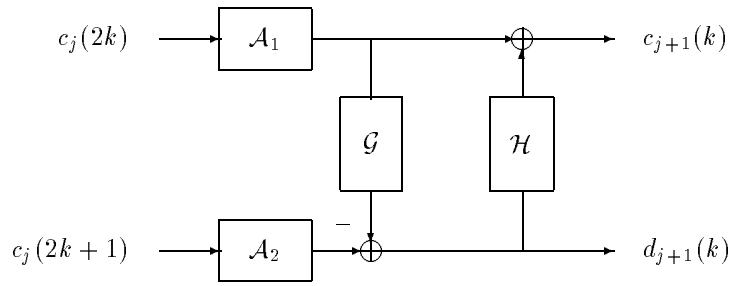 c_j(2k) 𝒜_1 c_{j+1}(k)
𝒢 ℋ
−
c_j(2k+1) 𝒜_2 d_{j+1}(k)